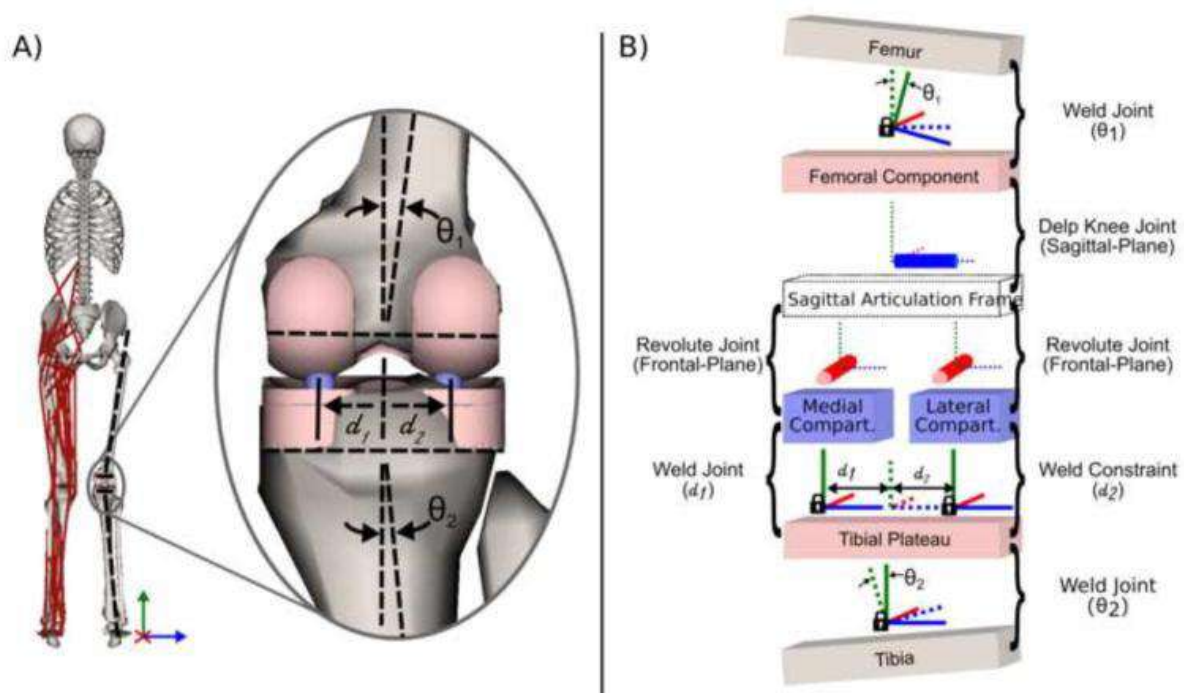 A)
θ1
d1 d2
θ2
B)
Femur
θ1
Weld Joint
(θ1)
Femoral Component
Delp Knee Joint
(Sagittal-Plane)
Sagittal Articulation Frame
Revolute Joint
(Frontal-Plane)
Revolute Joint
(Frontal-Plane)
Medial
Compart.
Lateral
Compart.
Weld Joint
(d1)
d1 d2
Weld Constraint
(d2)
Tibial Plateau
θ2
Weld Joint
(θ2)
Tibia